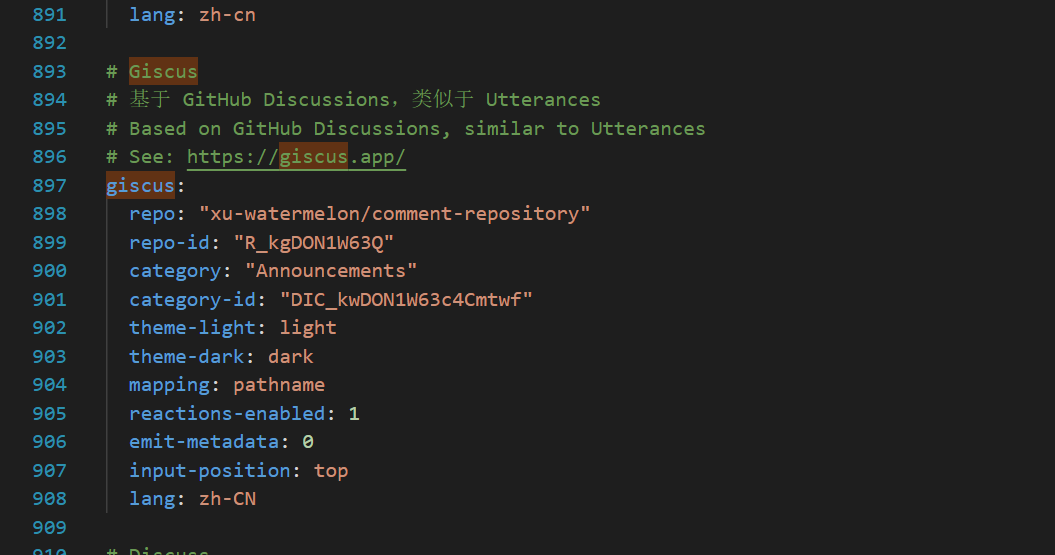 891 lang: zh-cn
892
893 # Giscus
894 # 基于 GitHub Discussions，类似于 Utterances
895 # Based on GitHub Discussions, similar to Utterances
896 # See: https://giscus.app/
897 giscus:
898 repo: "xu-watermelon/comment-repository"
899 repo-id: "R_kgDON1W63Q"
900 category: "Announcements"
901 category-id: "DIC_kwDON1W63c4Cmtwf"
902 theme-light: light
903 theme-dark: dark
904 mapping: pathname
905 reactions-enabled: 1
906 emit-metadata: 0
907 input-position: top
908 lang: zh-CN
909
910 # Discuss